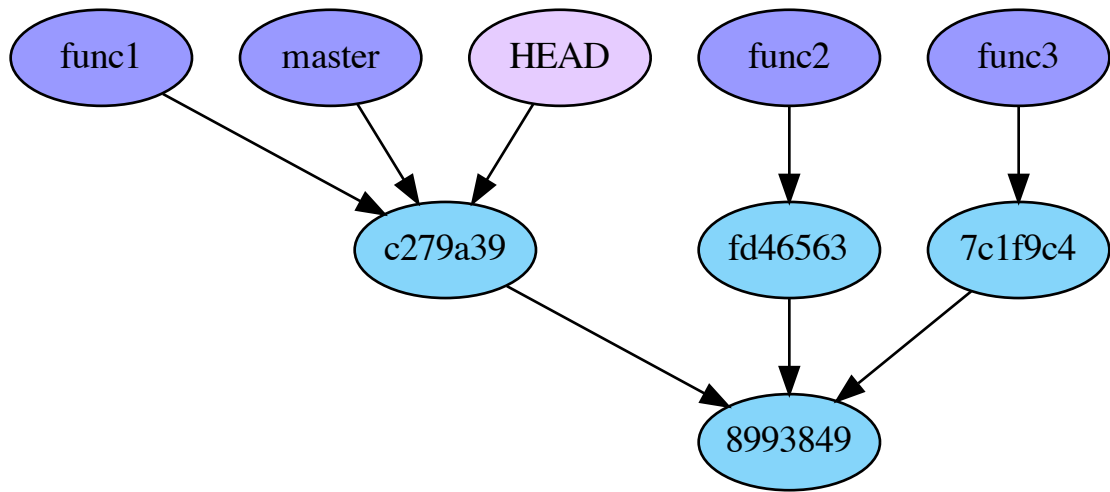 func1
master
HEAD
func2
func3
c279a39
fd46563
7c1f9c4
8993849